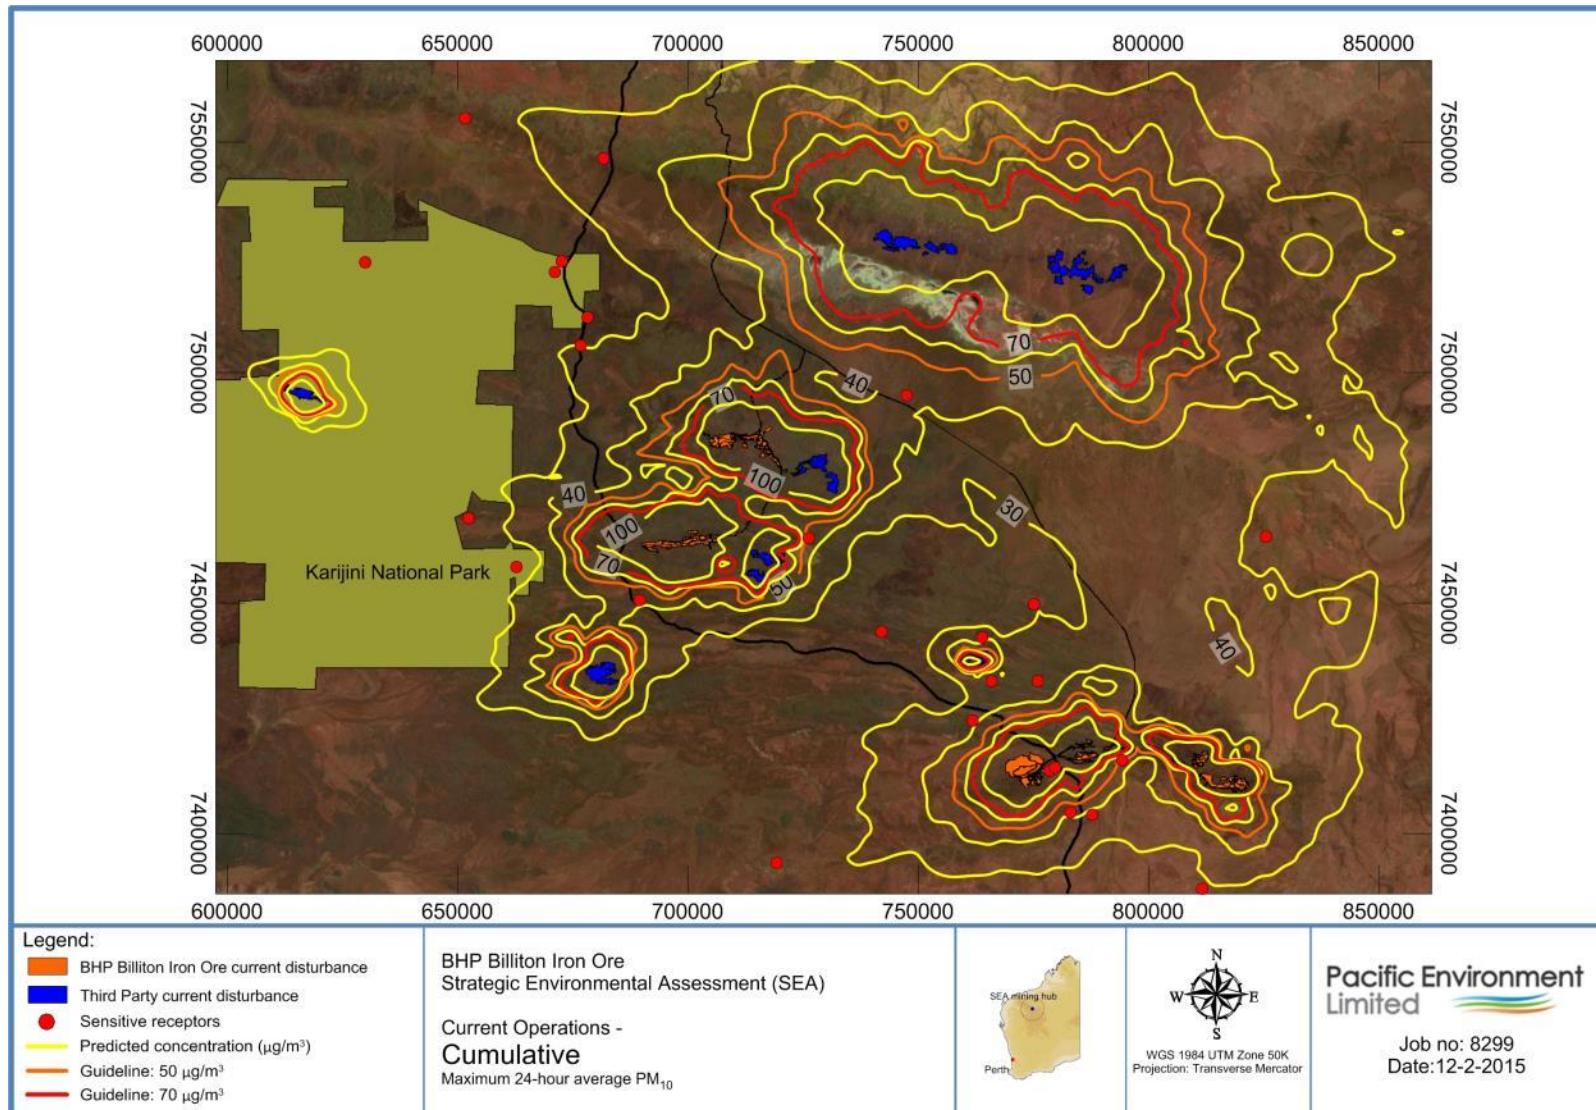 600000 650000 700000 750000 800000 850000
7550000
7500000
7450000
7400000
7550000
7500000
7450000
7400000
70
50
40
70
100
40
30
100
70
50
40
Karijini National Park
600000 650000 700000 750000 800000 850000
Legend:
BHP Billiton Iron Ore current disturbance
Third Party current disturbance
Sensitive receptors
Predicted concentration (µg/m³)
Guideline: 50 µg/m³
Guideline: 70 µg/m³
BHP Billiton Iron Ore
Strategic Environmental Assessment (SEA)
Current Operations -
Cumulative
Maximum 24-hour average PM₁₀
SEA mining hub
Perth
N
W E
S
WGS 1984 UTM Zone 50K
Projection: Transverse Mercator
Pacific Environment
Limited
Job no: 8299
Date:12-2-2015